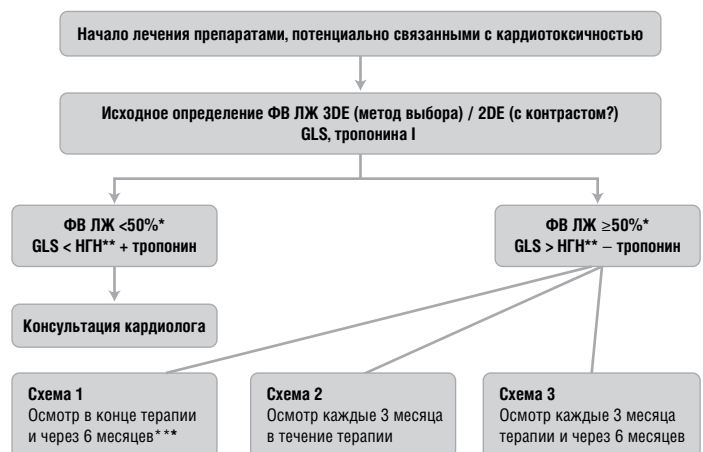 Начало лечения препаратами, потенциально связанными с кардиотоксичностью
Исходное определение ФВ ЛЖ 3DE (метод выбора) / 2DE (с контрастом?)
GLS, тропонина I
ФВ ЛЖ <50%*
GLS < НГН** + тропонин
ФВ ЛЖ ≥50%*
GLS > НГН** − тропонин
Консультация кардиолога
Схема 1
Осмотр в конце терапии
и через 6 месяцев***
Схема 2
Осмотр каждые 3 месяца
в течение терапии
Схема 3
Осмотр каждые 3 месяца
терапии и через 6 месяцев